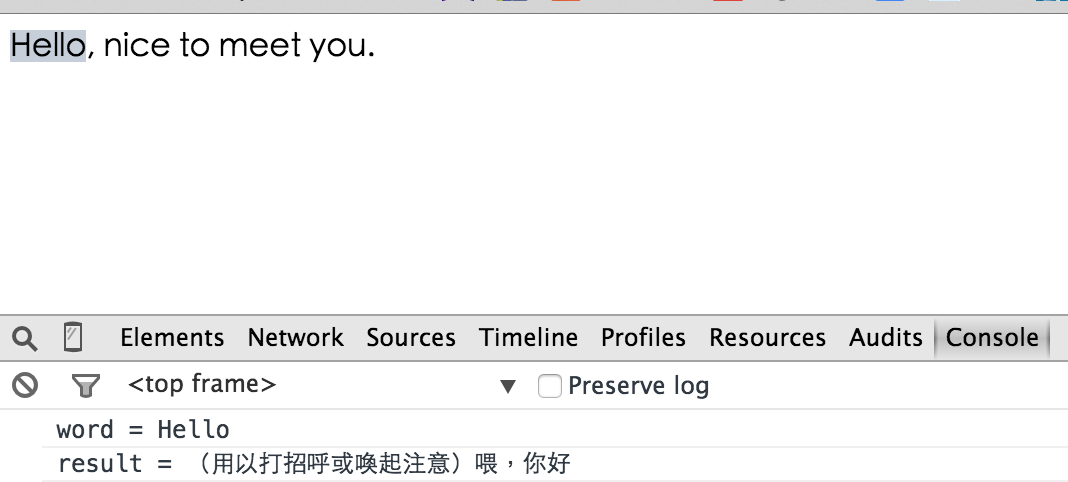 Hello, nice to meet you.
Elements Network Sources Timeline Profiles Resources Audits Console
<top frame> ▼ Preserve log
word = Hello
result = （用以打招呼或喚起注意）喂，你好